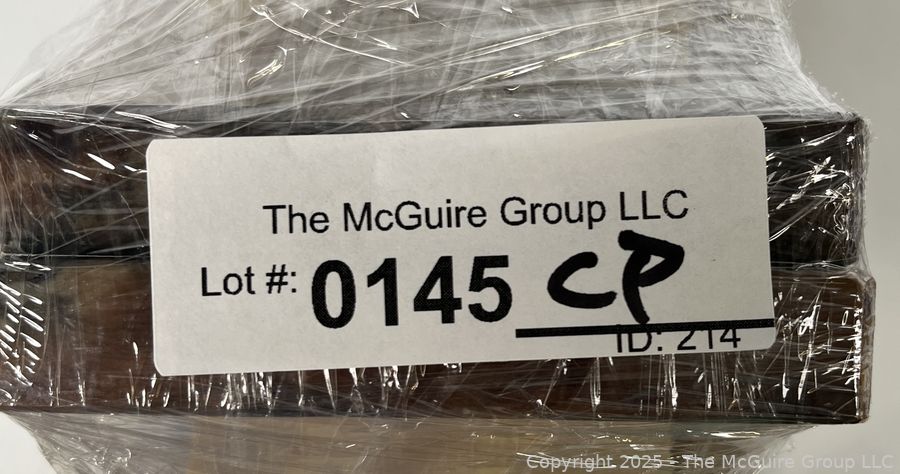 The McGuire Group LLC
Lot #: 0145 CP
ID: 214
Copyright 2025 - The McGuire Group LLC